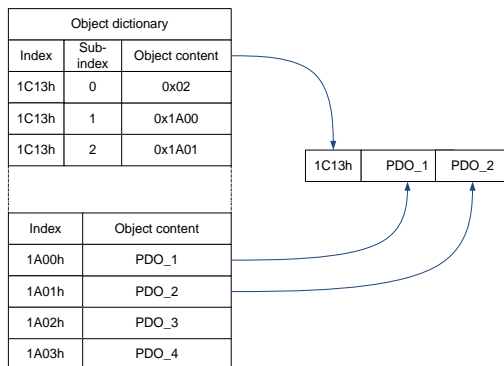 Object dictionary
Index Sub-index Object content
1C13h 0 0x02
1C13h 1 0x1A00
1C13h 2 0x1A01
1C13h PDO_1 PDO_2
Index Object content
1A00h PDO_1
1A01h PDO_2
1A02h PDO_3
1A03h PDO_4